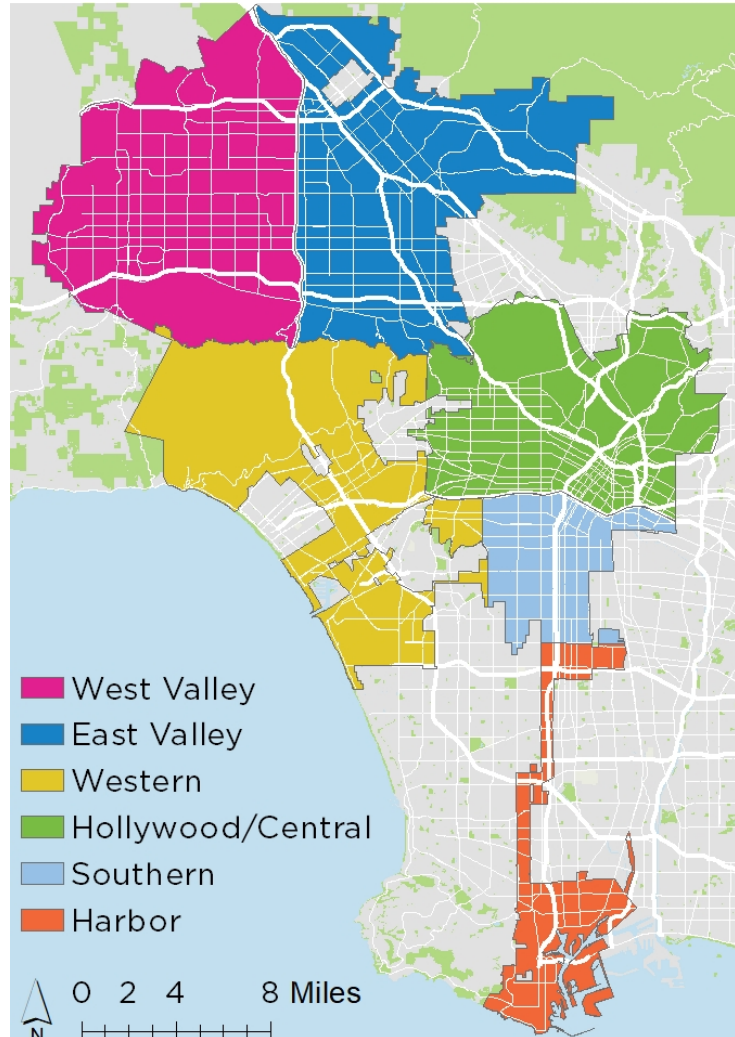 West Valley
East Valley
Western
Hollywood/Central
Southern
Harbor
0 2 4 8 Miles
N